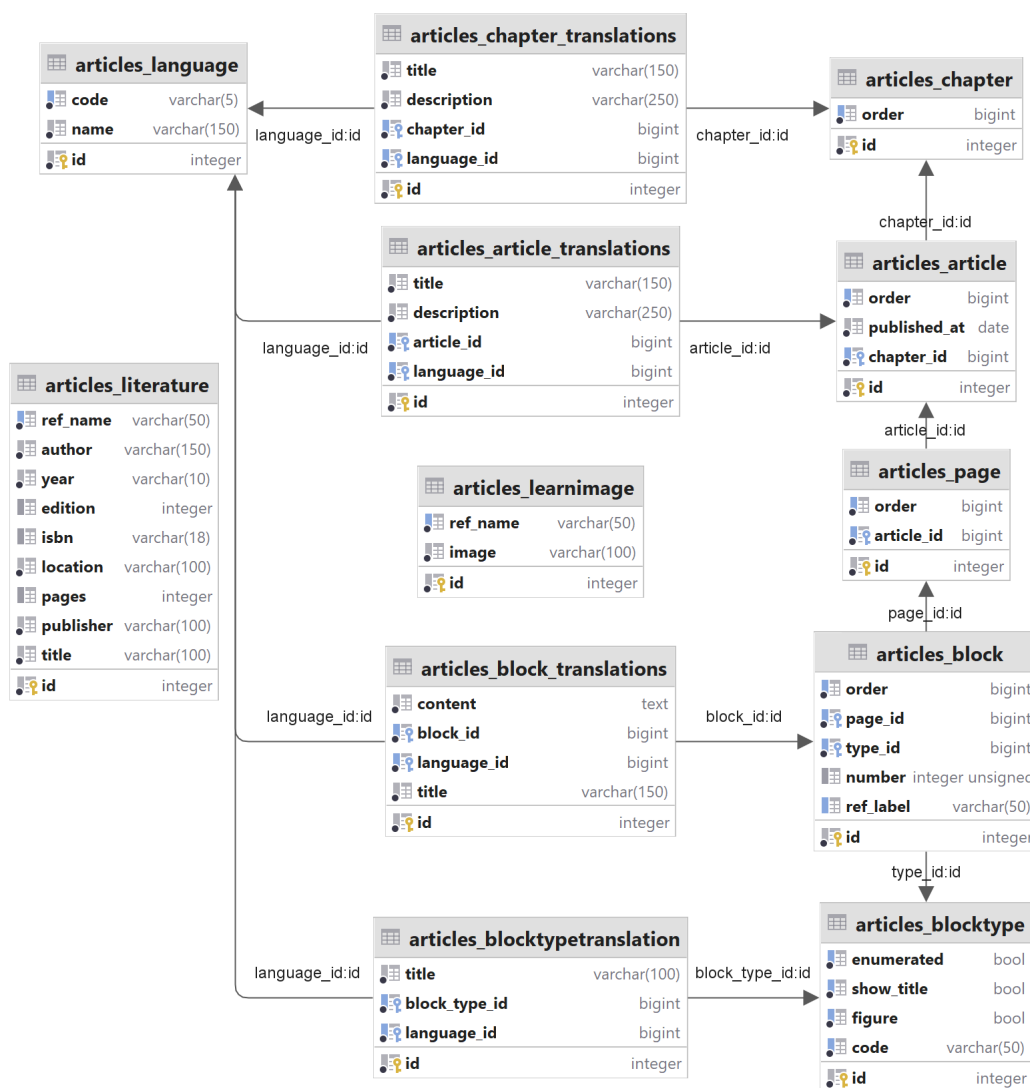 articles_chapter_translations
title varchar(150)
description varchar(250)
chapter_id bigint
language_id bigint
id integer
articles_language
code varchar(5)
name varchar(150)
id integer
articles_chapter
order bigint
id integer
language_id:id
chapter_id:id
chapter_id:id
articles_article_translations
title varchar(150)
description varchar(250)
article_id bigint
language_id bigint
id integer
articles_article
order bigint
published_at date
chapter_id bigint
id integer
language_id:id
article_id:id
articles_literature
ref_name varchar(50)
author varchar(150)
year varchar(10)
edition integer
isbn varchar(18)
location varchar(100)
pages integer
publisher varchar(100)
title varchar(100)
id integer
article_id:id
articles_learnimage
ref_name varchar(50)
image varchar(100)
id integer
articles_page
order bigint
article_id bigint
id integer
page_id:id
articles_block_translations
content text
block_id bigint
language_id bigint
title varchar(150)
id integer
articles_block
order bigint
page_id bigint
type_id bigint
number integer unsigned
ref_label varchar(50)
id integer
language_id:id
block_id:id
type_id:id
articles_blocktypetranslation
title varchar(100)
block_type_id bigint
language_id bigint
id integer
articles_blocktype
enumerated bool
show_title bool
figure bool
code varchar(50)
id integer
language_id:id
block_type_id:id